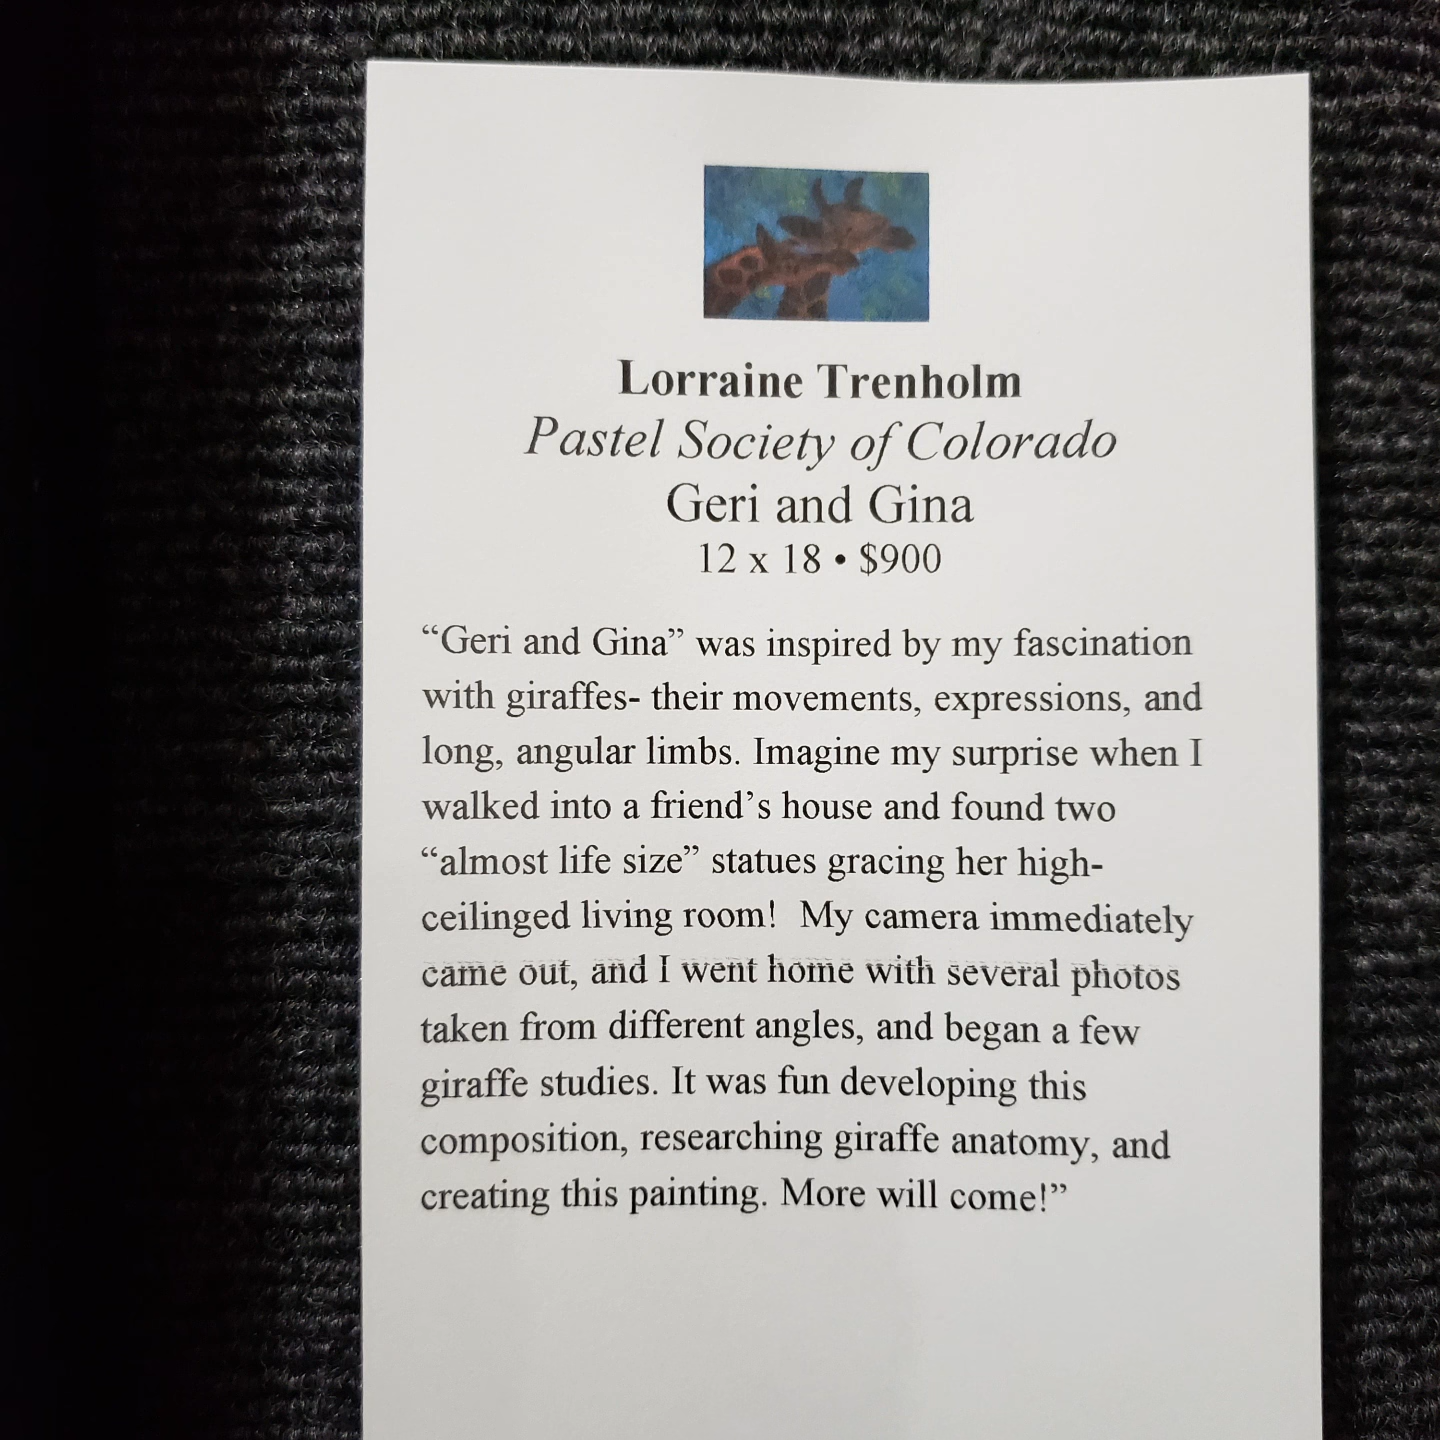 Lorraine Trenholm
Pastel Society of Colorado
Geri and Gina
12 x 18 • $900
“Geri and Gina” was inspired by my fascination
with giraffes- their movements, expressions, and
long, angular limbs. Imagine my surprise when I
walked into a friend’s house and found two
“almost life size” statues gracing her high-
ceilinged living room!  My camera immediately
came out, and I went home with several photos
taken from different angles, and began a few
giraffe studies. It was fun developing this
composition, researching giraffe anatomy, and
creating this painting. More will come!”